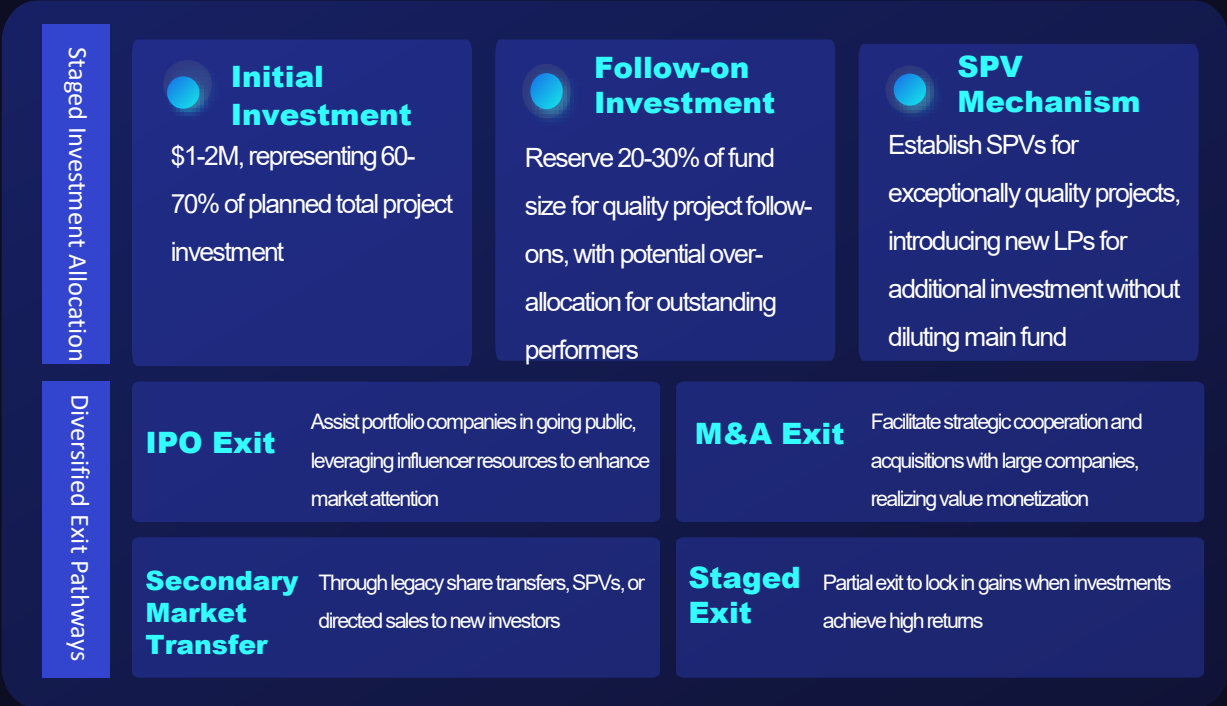 Staged Investment Allocation
Initial
Investment
$1-2M, representing 60-
70% of planned total project
investment
Follow-on
Investment
Reserve 20-30% of fund
size for quality project follow-
ons, with potential over-
allocation for outstanding
performers
SPV
Mechanism
Establish SPVs for
exceptionally quality projects,
introducing new LPs for
additional investment without
diluting main fund
Diversified Exit Pathways
IPO Exit
Assist portfolio companies in going public,
leveraging influencer resources to enhance
market attention
M&A Exit
Facilitate strategic cooperation and
acquisitions with large companies,
realizing value monetization
Secondary
Market
Transfer
Through legacy share transfers, SPVs, or
directed sales to new investors
Staged
Exit
Partial exit to lock in gains when investments
achieve high returns